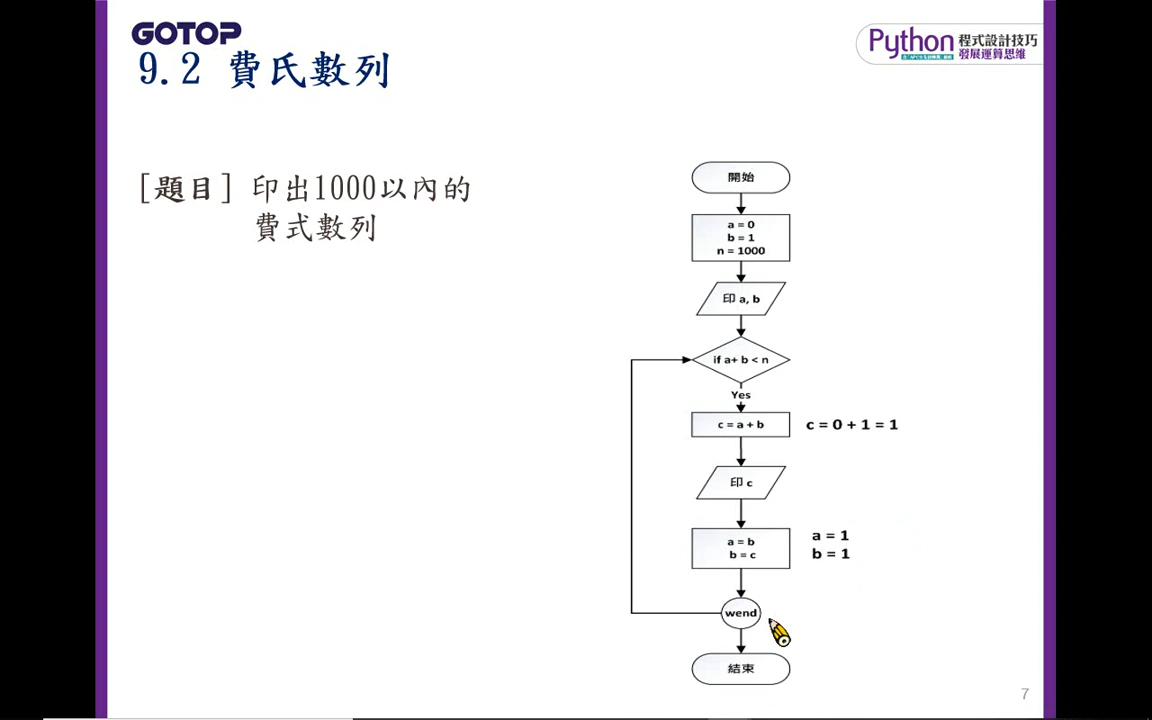 GOTOP
9.2 費氏數列
Python 程式設計技巧
發展運算思維
[題目] 印出1000以內的
費式數列
開始
a = 0
b = 1
n = 1000
印 a, b
if a+ b < n
Yes
c = a + b
c = 0 + 1 = 1
印 c
a = b
b = c
a = 1
b = 1
wend
結束
7